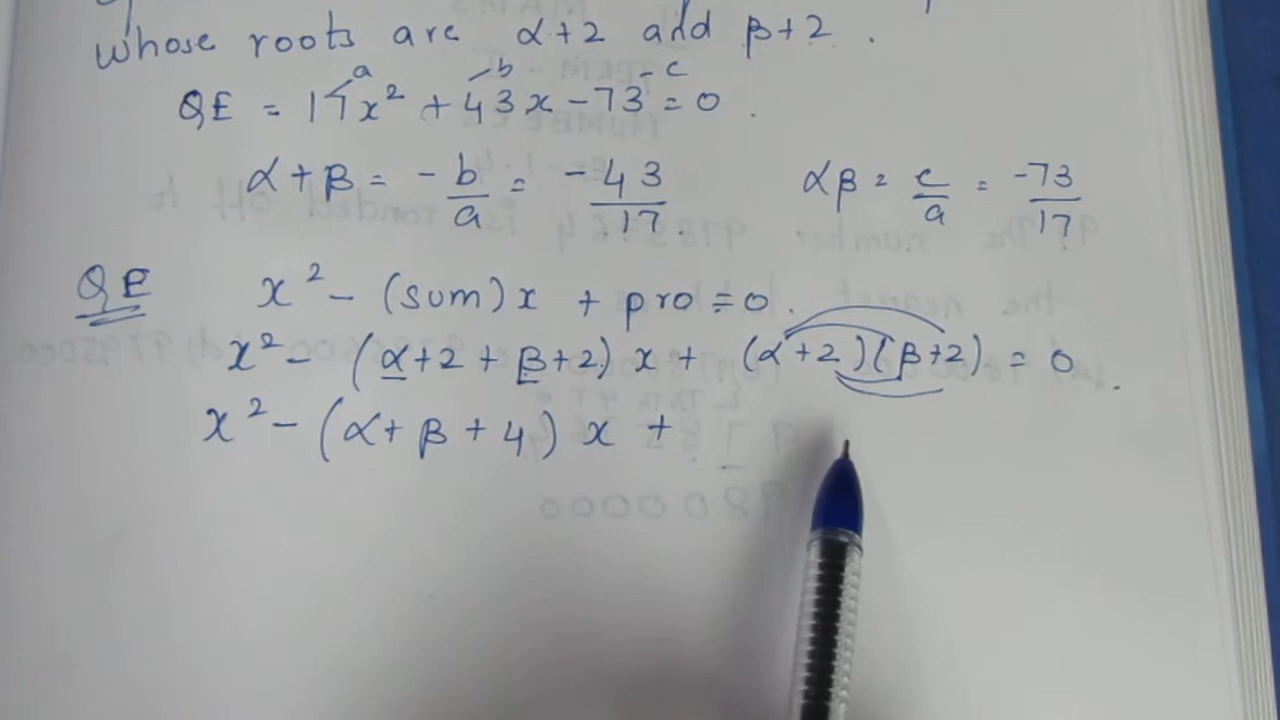 whose roots are α+2 and β+2.
a b -c
QE = 17x² + 43x - 73 = 0.
α+β = -b/a = -43/17 αβ = c/a = -73/17
QE x² - (sum)x + pro = 0.
x² - (α+2+β+2)x + (α+2)(β+2) = 0.
x² - (α+β+4)x +